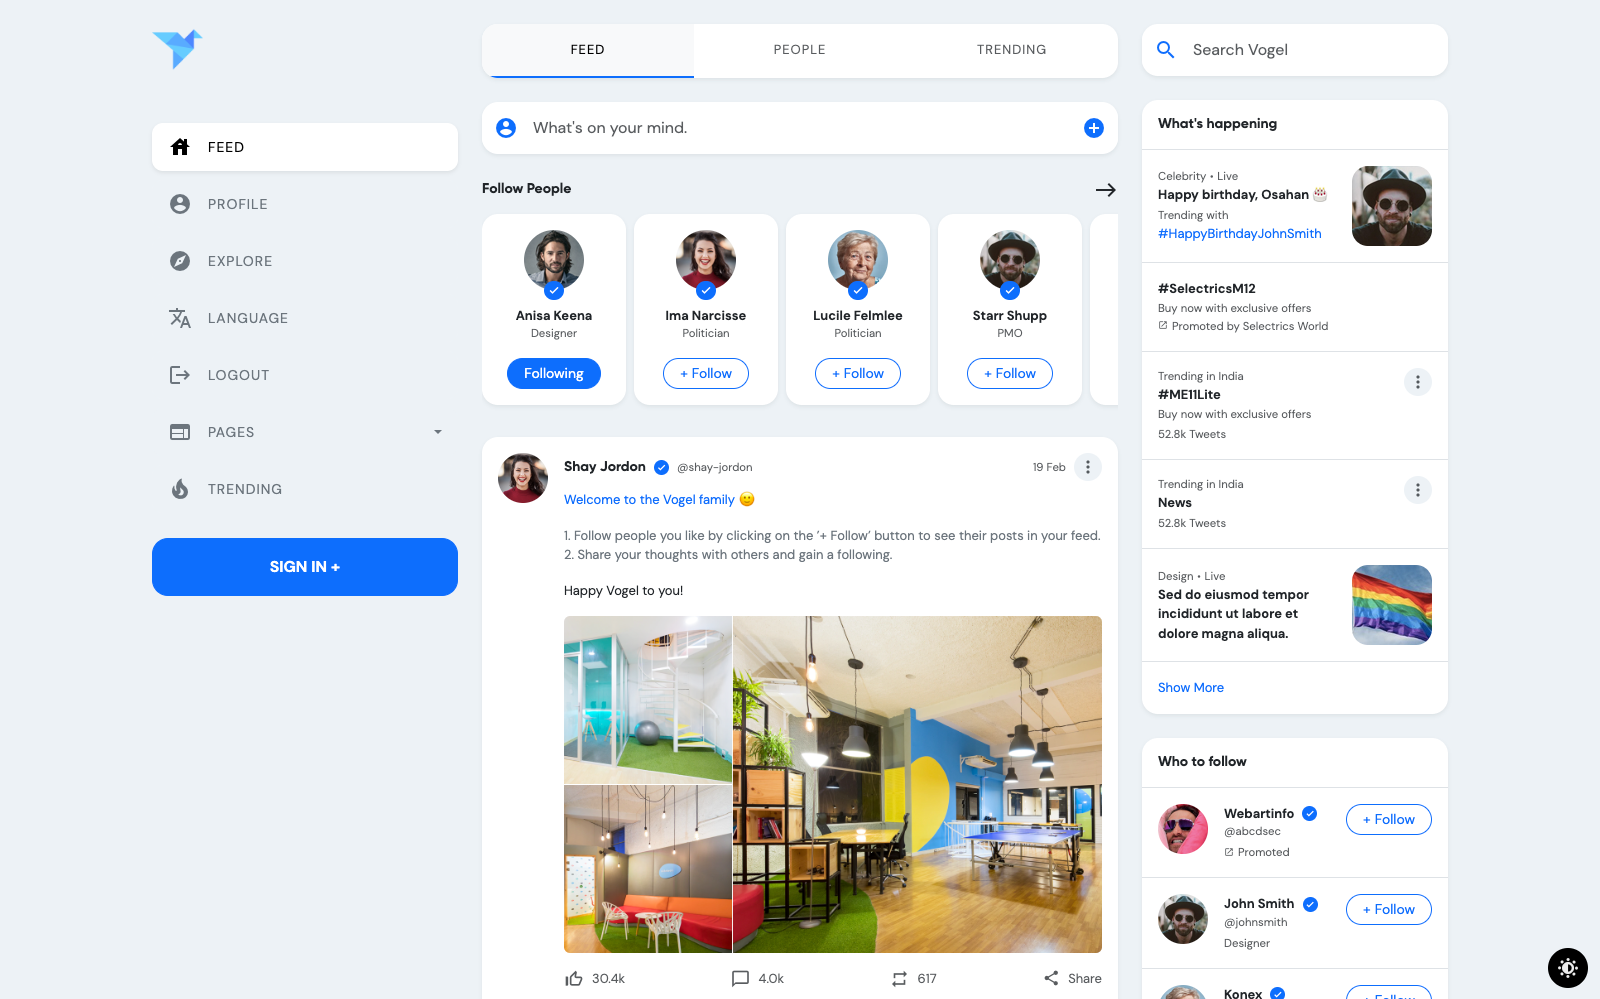 FEED
PROFILE
EXPLORE
LANGUAGE
LOGOUT
PAGES
TRENDING
SIGN IN +
FEED
PEOPLE
TRENDING
What's on your mind.
Follow People
Anisa Keena
Designer
Following
Ima Narcisse
Politician
+ Follow
Lucile Felmlee
Politician
+ Follow
Starr Shupp
PMO
+ Follow
Shay Jordon
@shay-jordon
19 Feb
Welcome to the Vogel family 🙂
1. Follow people you like by clicking on the '+ Follow' button to see their posts in your feed.
2. Share your thoughts with others and gain a following.
Happy Vogel to you!
30.4k
4.0k
617
Share
Search Vogel
What's happening
Celebrity • Live
Happy birthday, Osahan 🎂
Trending with
#HappyBirthdayJohnSmith
#SelectricsM12
Buy now with exclusive offers
Promoted by Selectrics World
Trending in India
#ME11Lite
Buy now with exclusive offers
52.8k Tweets
Trending in India
News
52.8k Tweets
Design • Live
Sed do eiusmod tempor
incididunt ut labore et
dolore magna aliqua.
Show More
Who to follow
Webartinfo
@abcdsec
Promoted
+ Follow
John Smith
@johnsmith
Designer
+ Follow
Konex
+ Follow